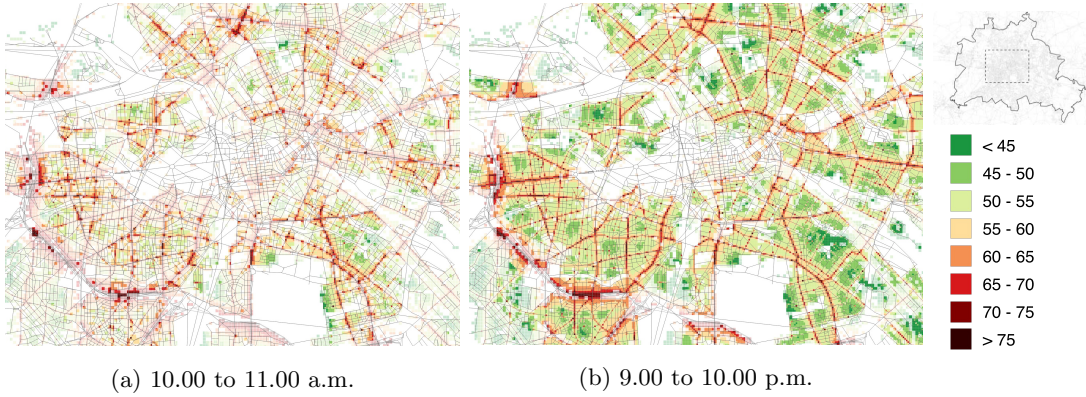 < 45
45 - 50
50 - 55
55 - 60
60 - 65
65 - 70
70 - 75
> 75
(a) 10.00 to 11.00 a.m.
(b) 9.00 to 10.00 p.m.